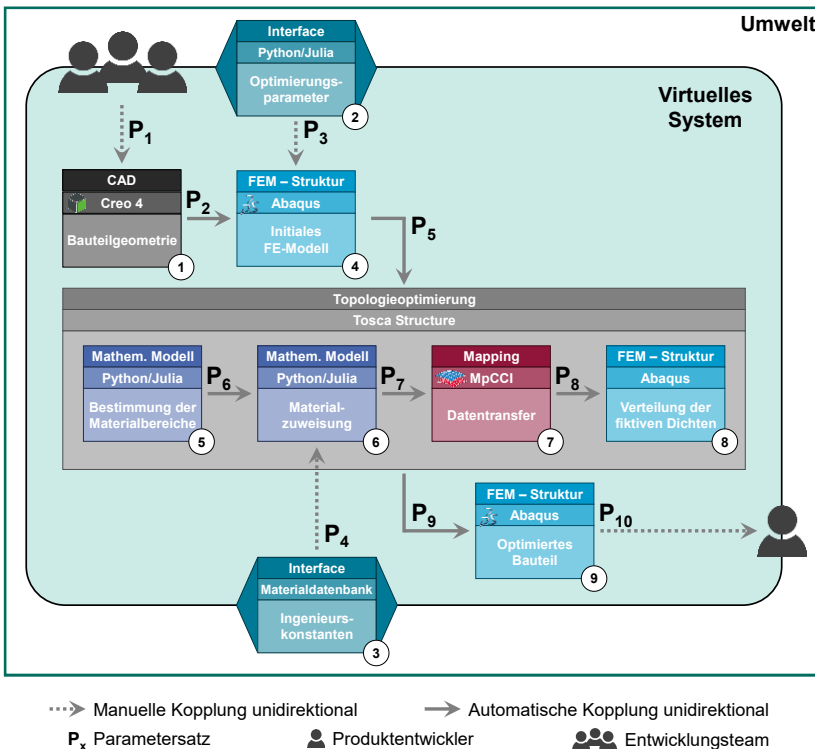 Umwelt
Interface
Python/Julia
Optimierungs-
parameter
2
Virtuelles
System
P1
P3
CAD
Creo 4
Bauteilgeometrie
1
P2
FEM – Struktur
Abaqus
Initiales
FE-Modell
4
P5
Topologieoptimierung
Tosca Structure
Mathem. Modell
Python/Julia
Bestimmung der
Materialbereiche
5
P6
Mathem. Modell
Python/Julia
Material-
zuweisung
6
P7
Mapping
MpCCI
Datentransfer
7
P8
FEM – Struktur
Abaqus
Verteilung der
fiktiven Dichten
8
P4
P9
FEM – Struktur
Abaqus
Optimiertes
Bauteil
9
P10
Interface
Materialdatenbank
Ingenieurs-
konstanten
3
Manuelle Kopplung unidirektional
Automatische Kopplung unidirektional
Px Parametersatz
Produktentwickler
Entwicklungsteam